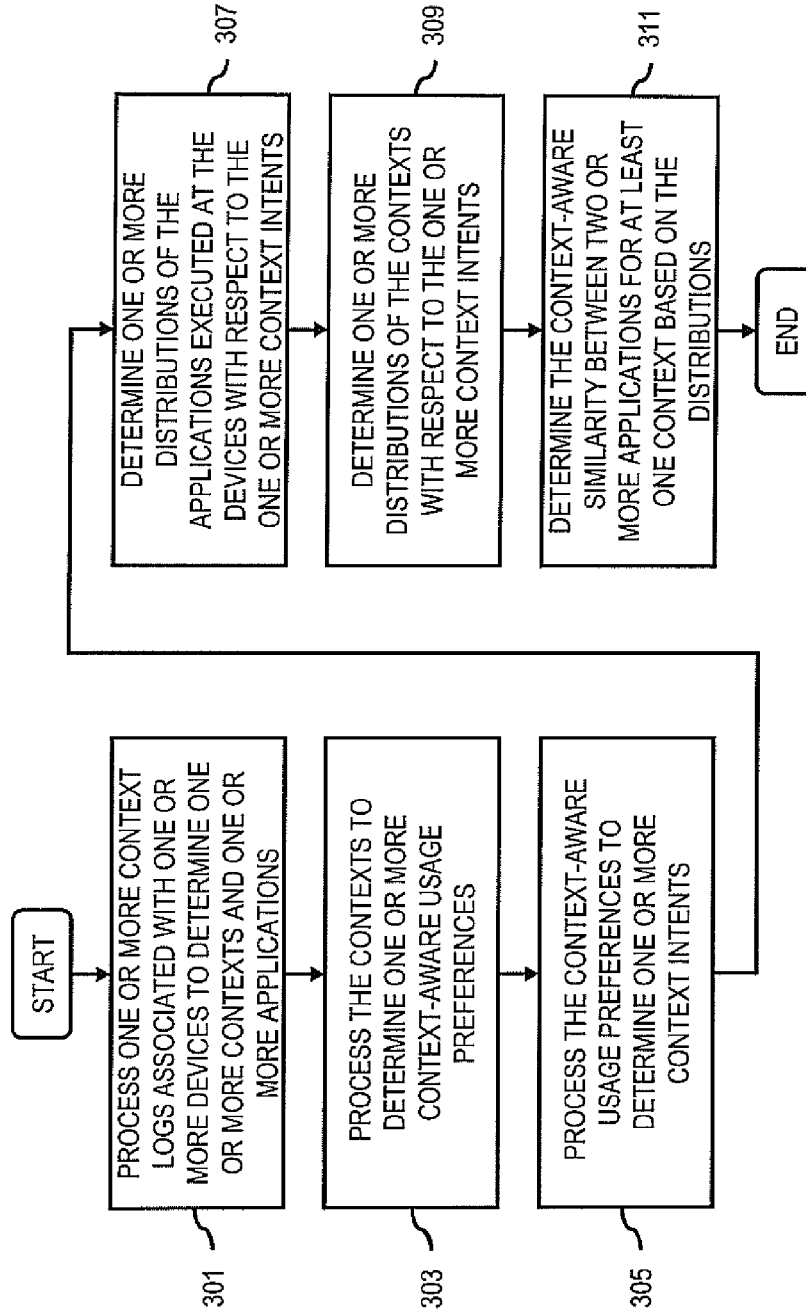 START
PROCESS ONE OR MORE CONTEXT
LOGS ASSOCIATED WITH ONE OR
MORE DEVICES TO DETERMINE ONE
OR MORE CONTEXTS AND ONE OR
MORE APPLICATIONS
301
PROCESS THE CONTEXTS TO
DETERMINE ONE OR MORE
CONTEXT-AWARE USAGE
PREFERENCES
303
PROCESS THE CONTEXT-AWARE
USAGE PREFERENCES TO
DETERMINE ONE OR MORE
CONTEXT INTENTS
305
DETERMINE ONE OR MORE
DISTRIBUTIONS OF THE
APPLICATIONS EXECUTED AT THE
DEVICES WITH RESPECT TO THE
ONE OR MORE CONTEXT INTENTS
307
DETERMINE ONE OR MORE
DISTRIBUTIONS OF THE CONTEXTS
WITH RESPECT TO THE ONE OR
MORE CONTEXT INTENTS
309
DETERMINE THE CONTEXT-AWARE
SIMILARITY BETWEEN TWO OR
MORE APPLICATIONS FOR AT LEAST
ONE CONTEXT BASED ON THE
DISTRIBUTIONS
311
END